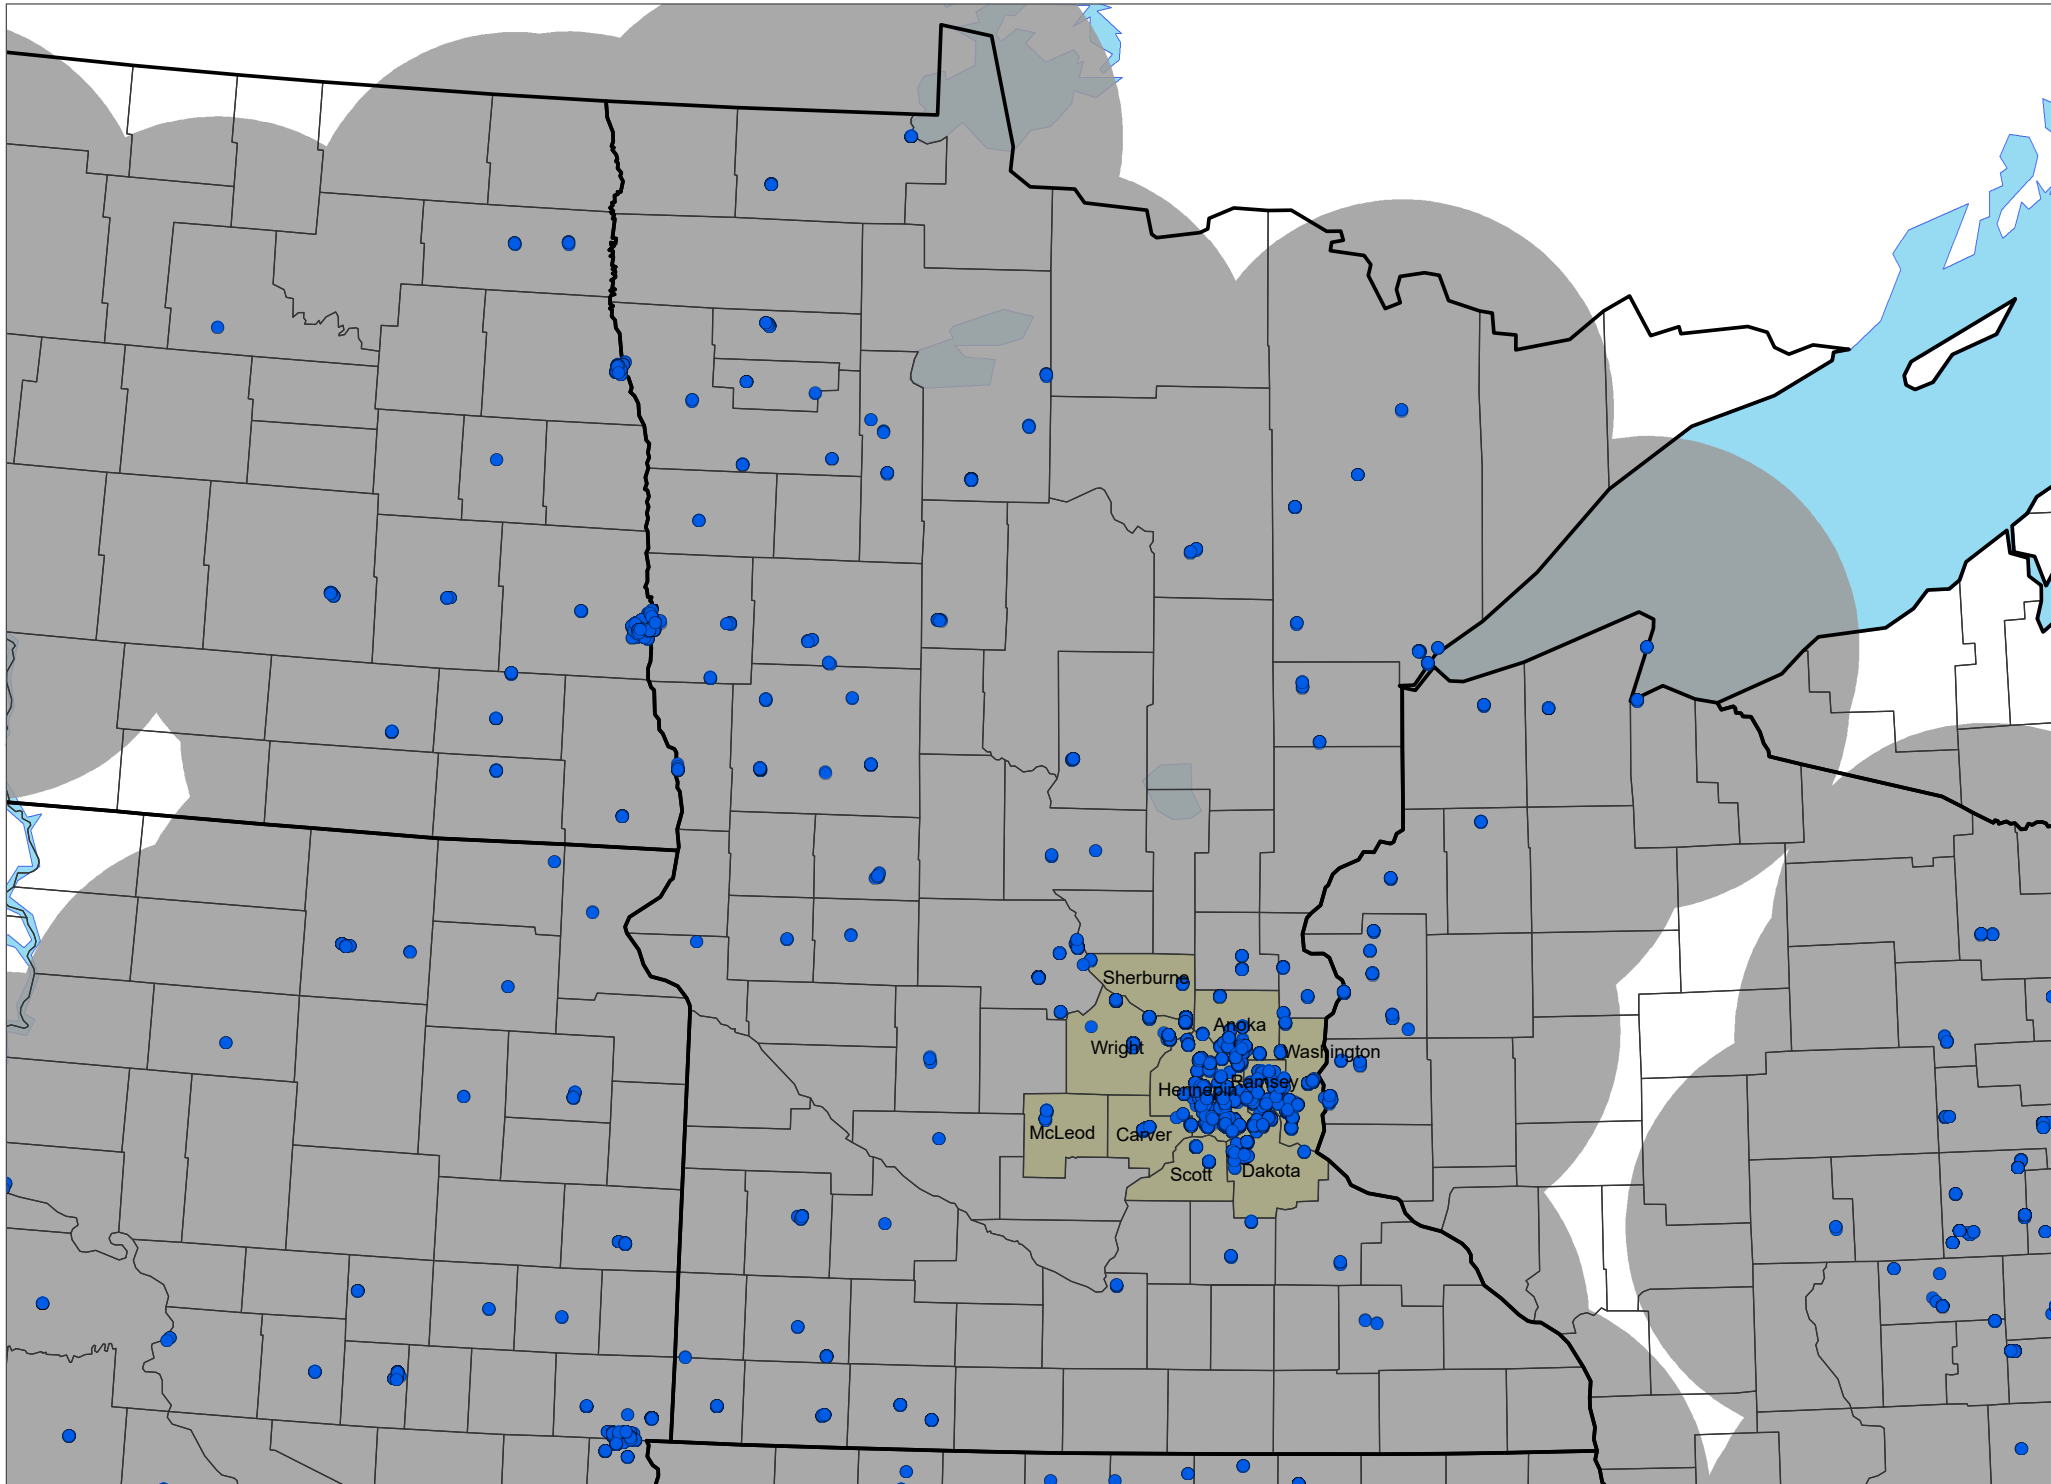 Sherburne
Anoka
Wright
Washington
Ramsey
Hennepin
McLeod
Carver
Scott
Dakota